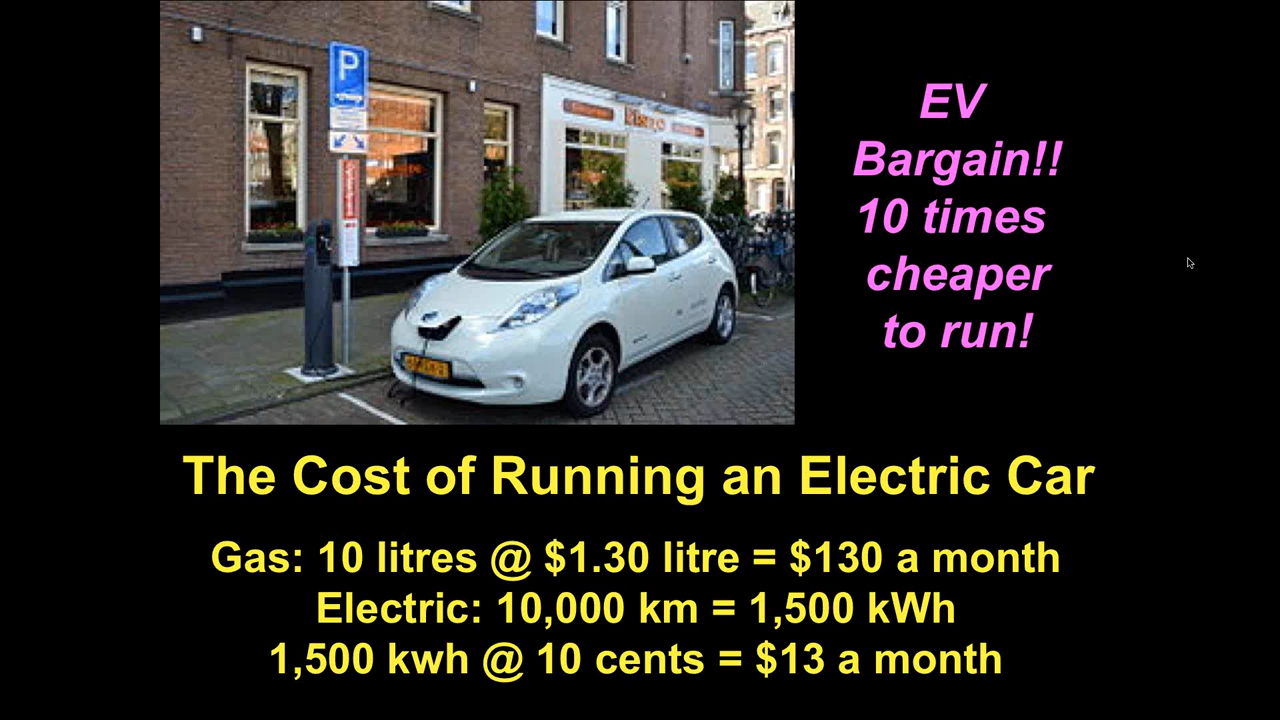 P
EV
Bargain!!
10 times
cheaper
to run!
The Cost of Running an Electric Car
Gas: 10 litres @ $1.30 litre = $130 a month
Electric: 10,000 km = 1,500 kWh
1,500 kwh @ 10 cents = $13 a month